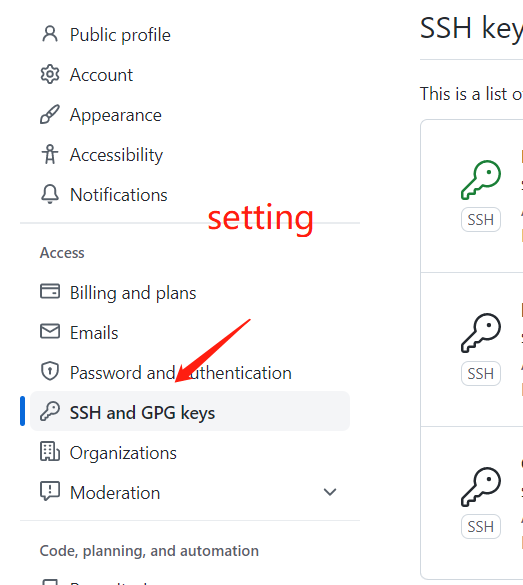 Public profile
Account
Appearance
Accessibility
Notifications
setting
Access
Billing and plans
Emails
Password and authentication
SSH and GPG keys
Organizations
Moderation
Code, planning, and automation
SSH key
This is a list o
SSH
SSH
SSH